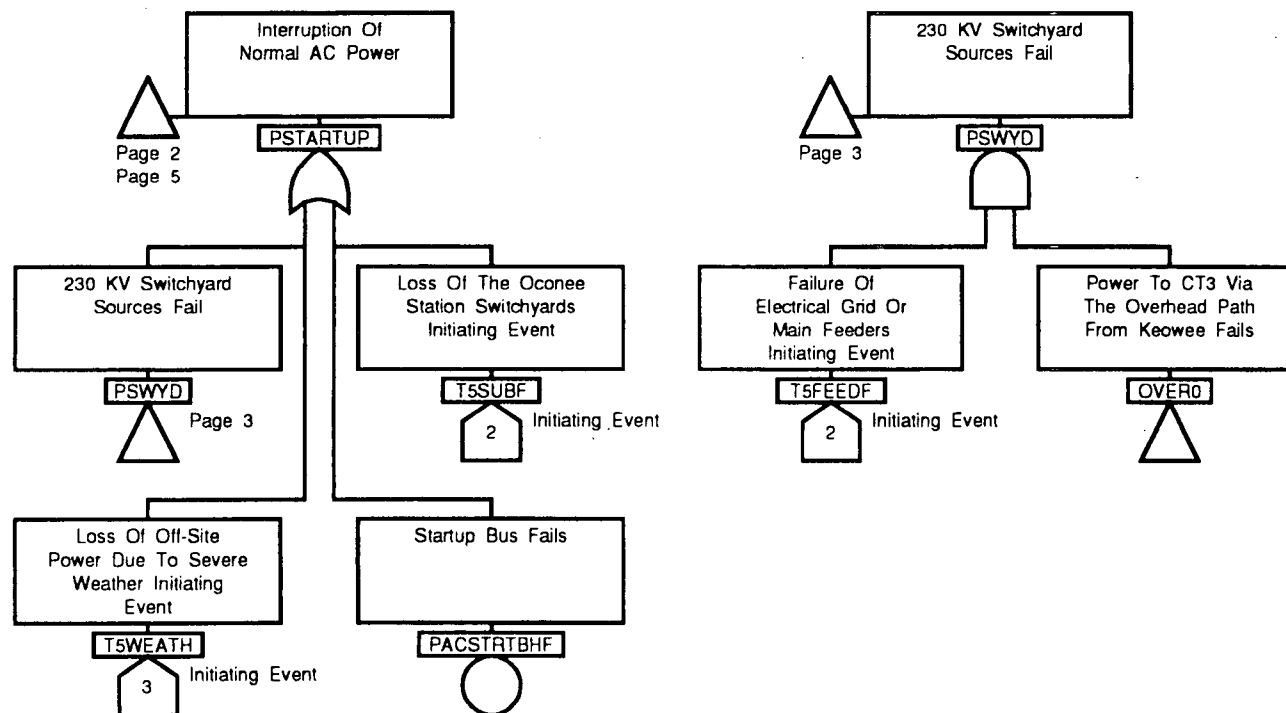 Interruption Of
Normal AC Power
PSTARTUP
Page 2
Page 5
230 KV Switchyard
Sources Fail
PSWYD
Page 3
Loss Of The Oconee
Station Switchyards
Initiating Event
T5SUBF
2
Initiating Event
Loss Of Off-Site
Power Due To Severe
Weather Initiating
Event
T5WEATH
3
Initiating Event
Startup Bus Fails
PACSTRTBHF
230 KV Switchyard
Sources Fail
PSWYD
Page 3
Failure Of
Electrical Grid Or
Main Feeders
Initiating Event
T5FEEDF
2
Initiating Event
Power To CT3 Via
The Overhead Path
From Keowee Fails
OVER0